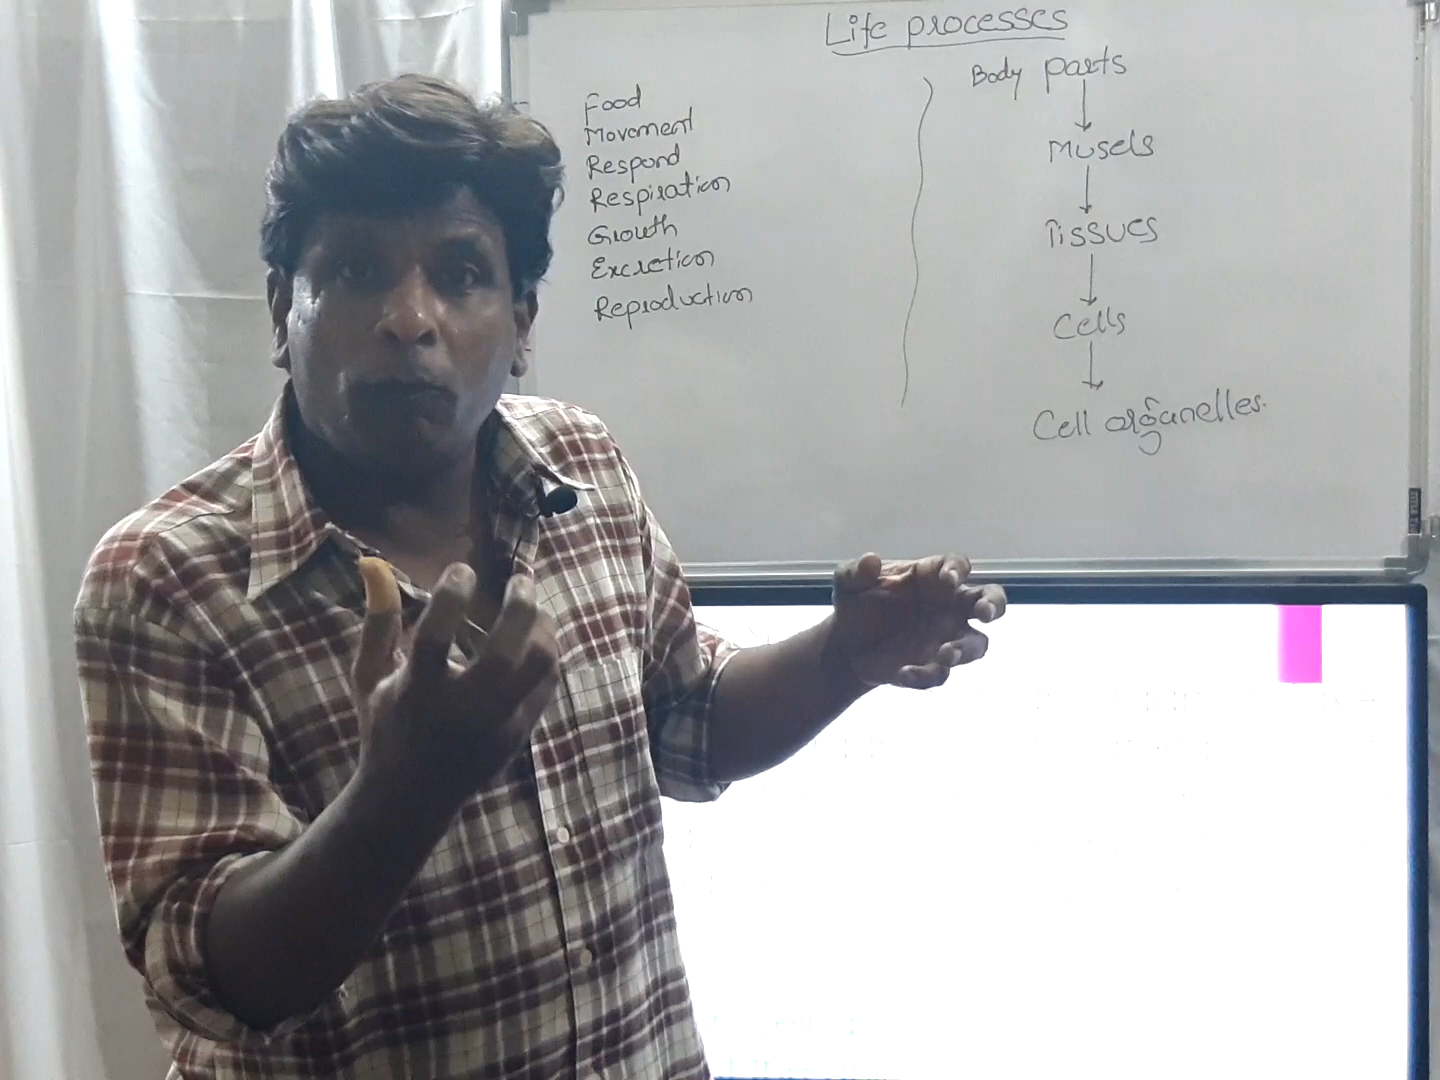 Life processes
Food
Movement
Respond
Respiration
Growth
Excretion
Reproduction
Body parts
Musels
Tissues
Cells
Cell organelles.